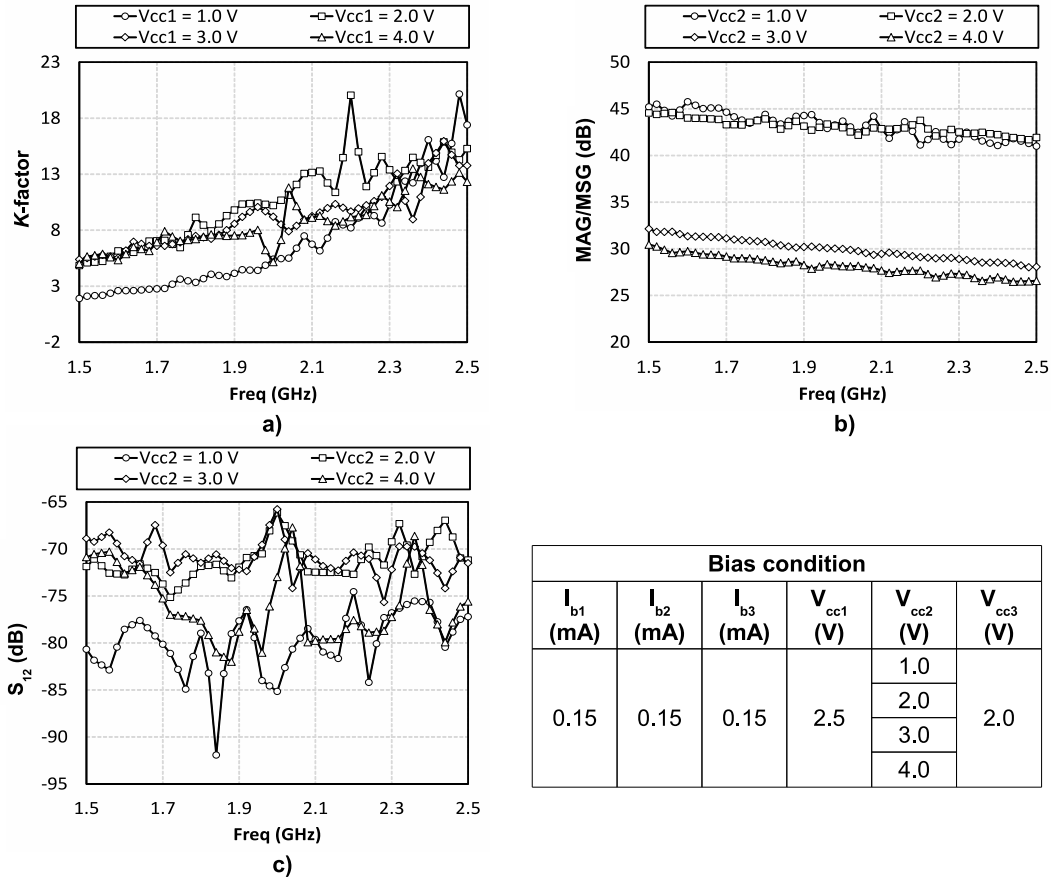 Vcc1 = 1.0 V Vcc1 = 2.0 V
Vcc1 = 3.0 V Vcc1 = 4.0 V
23
18
13
8
3
-2
K-factor
1.5 1.7 1.9 2.1 2.3 2.5
Freq (GHz)
a)
Vcc2 = 1.0 V Vcc2 = 2.0 V
Vcc2 = 3.0 V Vcc2 = 4.0 V
50
45
40
35
30
25
20
MAG/MSG (dB)
1.5 1.7 1.9 2.1 2.3 2.5
Freq (GHz)
b)
Vcc2 = 1.0 V Vcc2 = 2.0 V
Vcc2 = 3.0 V Vcc2 = 4.0 V
-65
-70
-75
-80
-85
-90
-95
S12 (dB)
1.5 1.7 1.9 2.1 2.3 2.5
Freq (GHz)
c)
Bias condition
Ib1 Ib2 Ib3 Vcc1 Vcc2 Vcc3
(mA) (mA) (mA) (V) (V) (V)
0.15 0.15 0.15 2.5 1.0 2.0
2.0
3.0
4.0